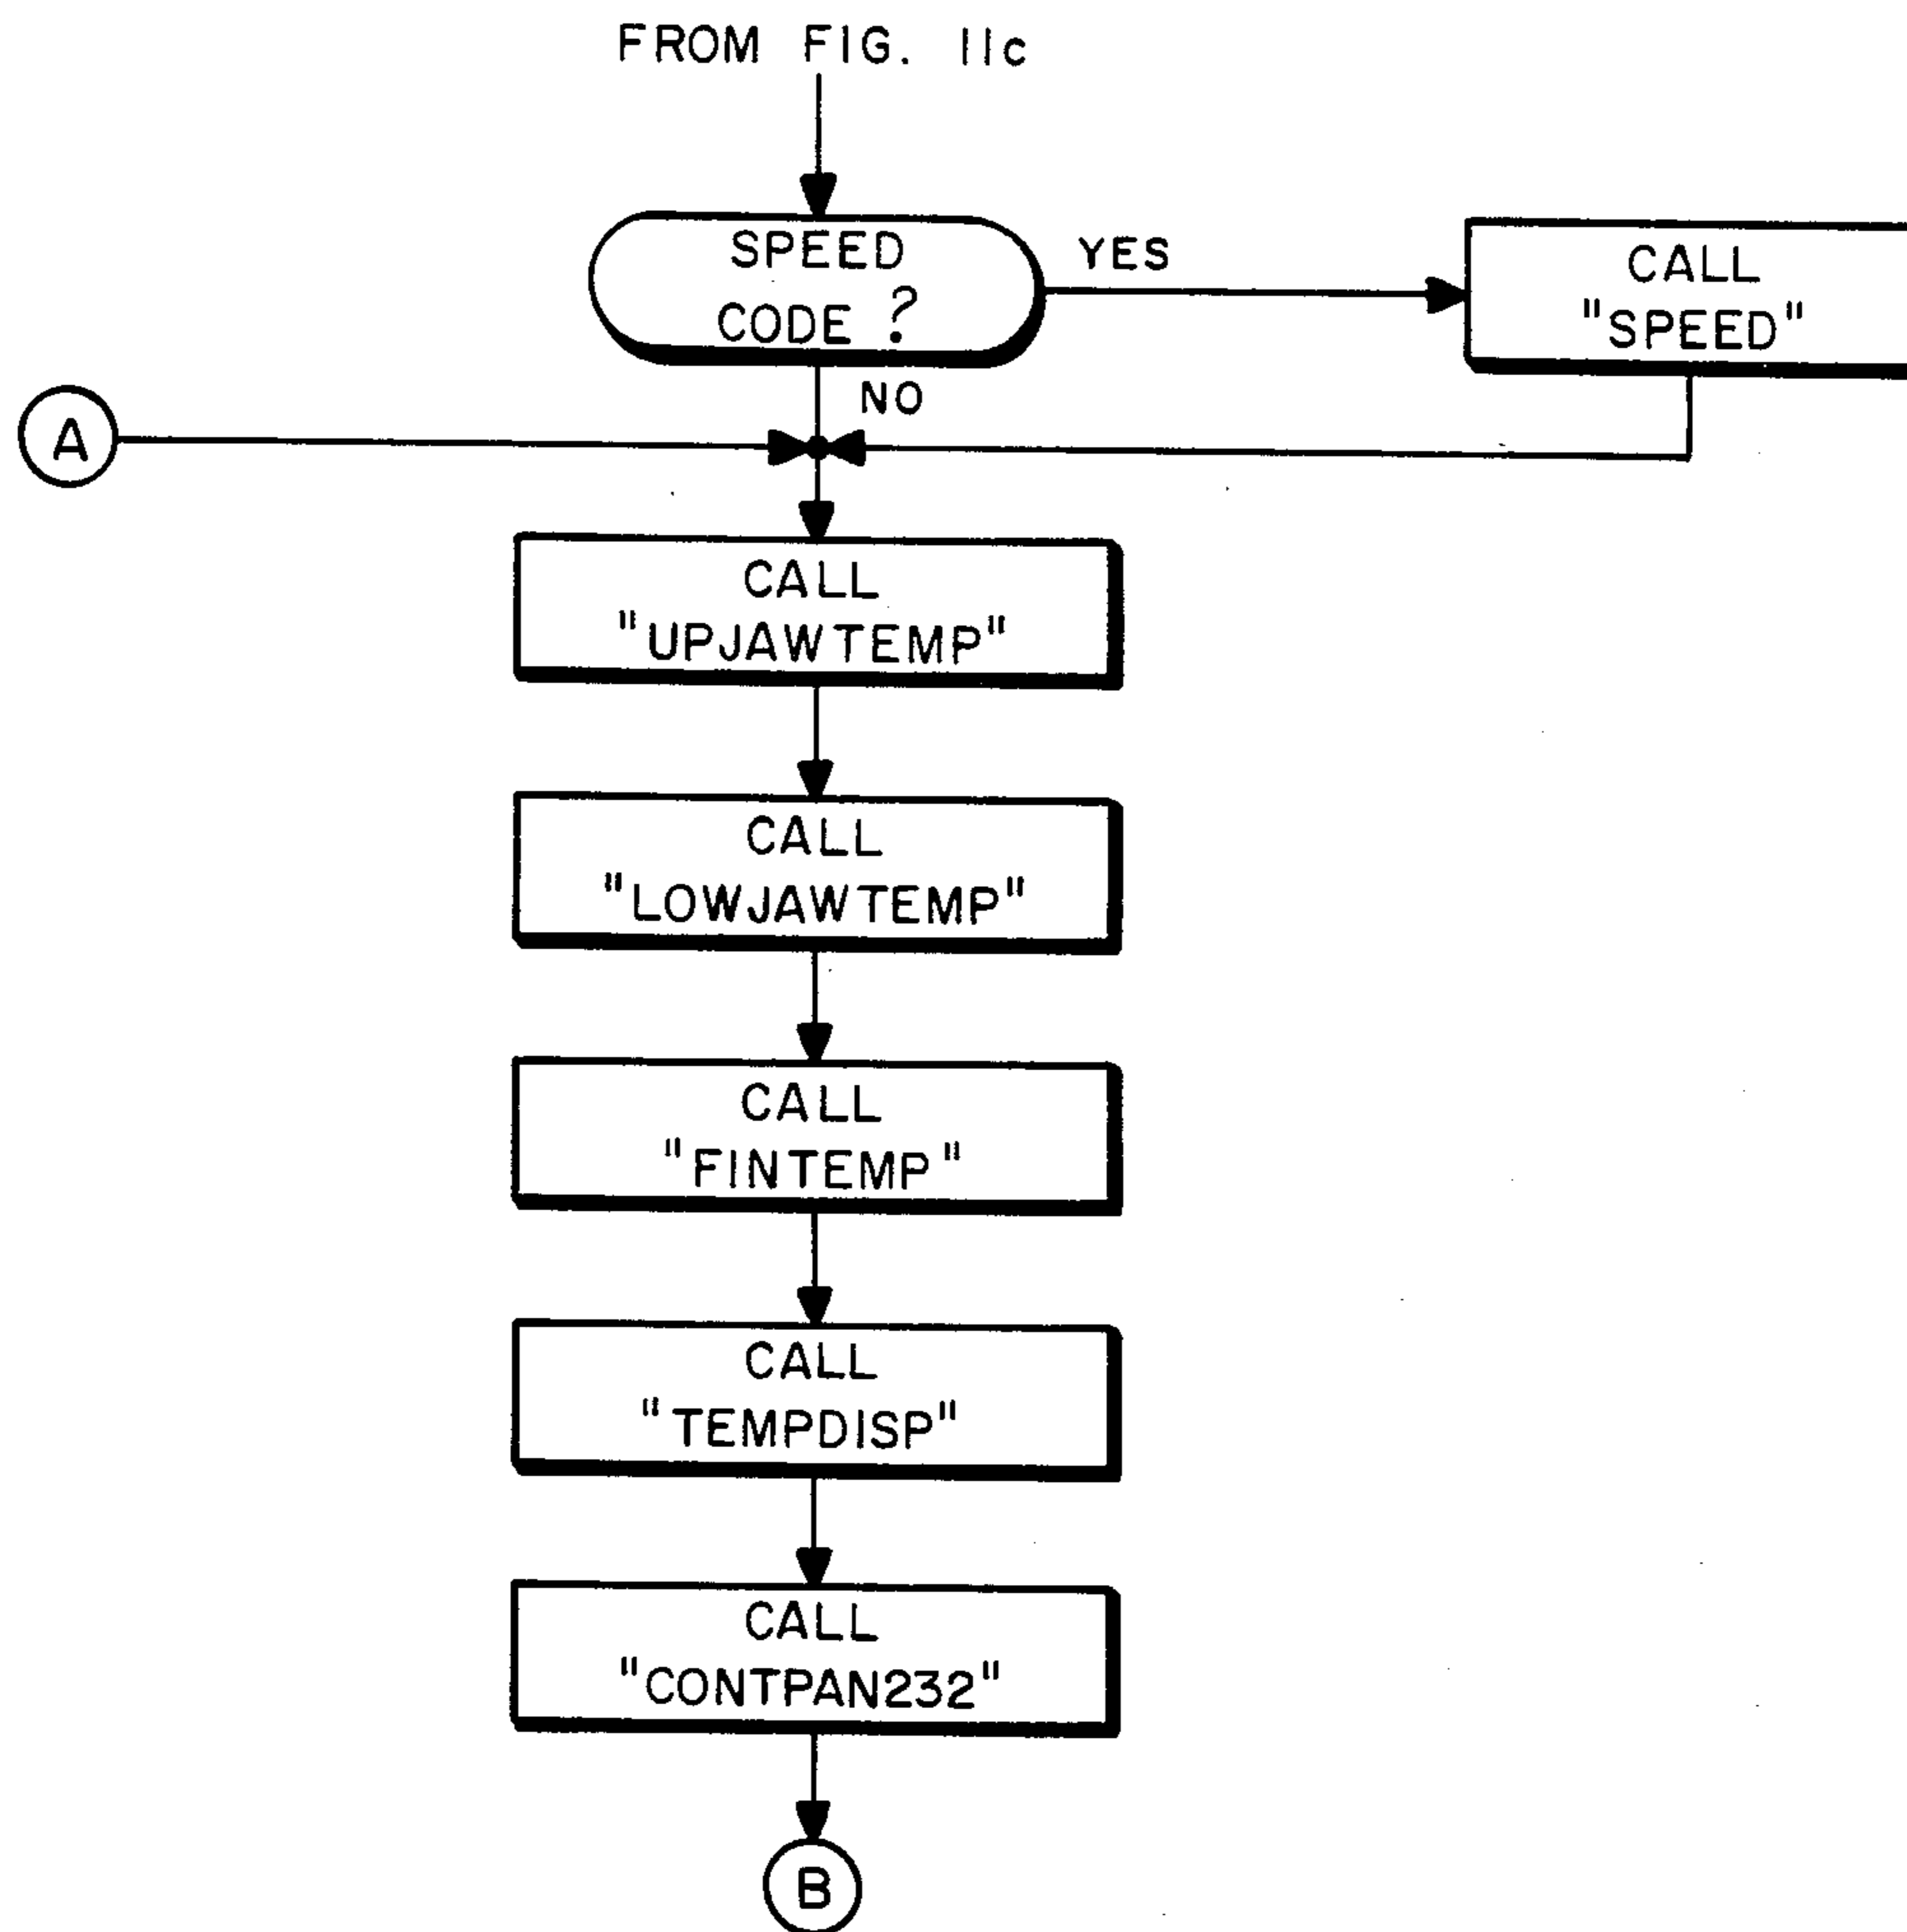 FROM FIG. 11c
SPEED
CODE ?
YES
CALL
"SPEED"
NO
A
CALL
"UPJAWTEMP"
CALL
"LOWJAWTEMP"
CALL
"FINTEMP"
CALL
"TEMPDISP"
CALL
"CONTPAN232"
B